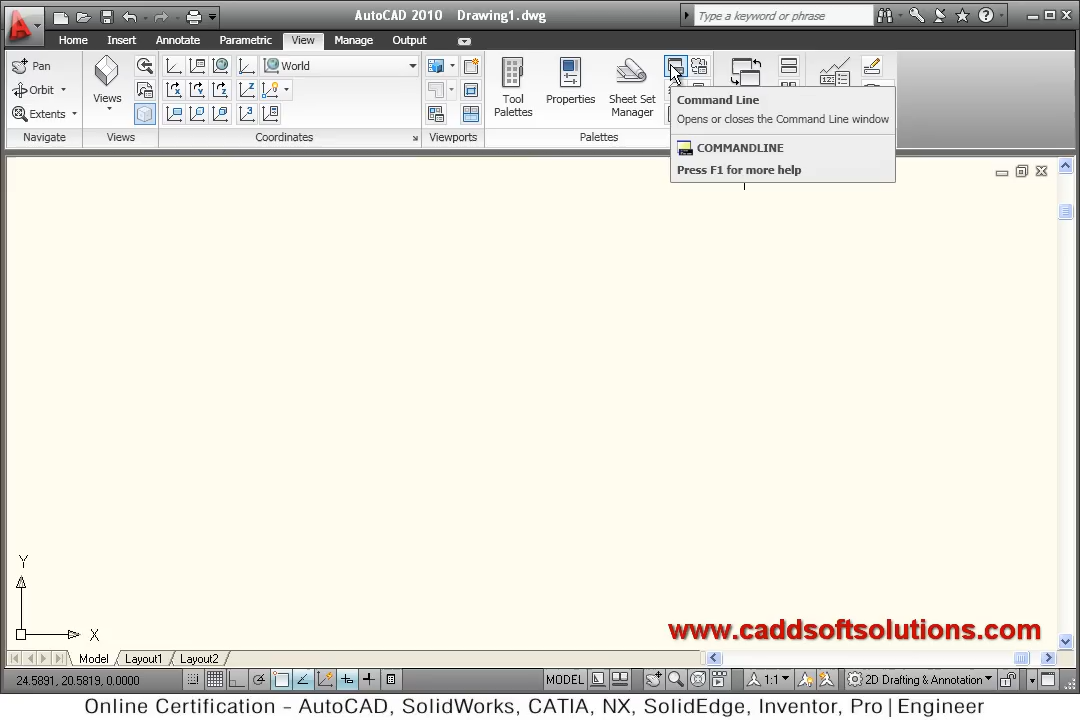 AutoCAD 2010 Drawing1.dwg
Type a keyword or phrase
Home Insert Annotate Parametric View Manage Output
Pan
Orbit
Extents
Navigate
Views
Views
World
Coordinates
Viewports
Tool
Palettes
Properties
Sheet Set
Manager
Palettes
Command Line
Opens or closes the Command Line window
COMMANDLINE
Press F1 for more help
Y
X
www.caddsoftsolutions.com
Model Layout1 Layout2
24.5891, 20.5819, 0.0000
MODEL
1:1
2D Drafting & Annotation
Online Certification – AutoCAD, SolidWorks, CATIA, NX, SolidEdge, Inventor, Pro|Engineer